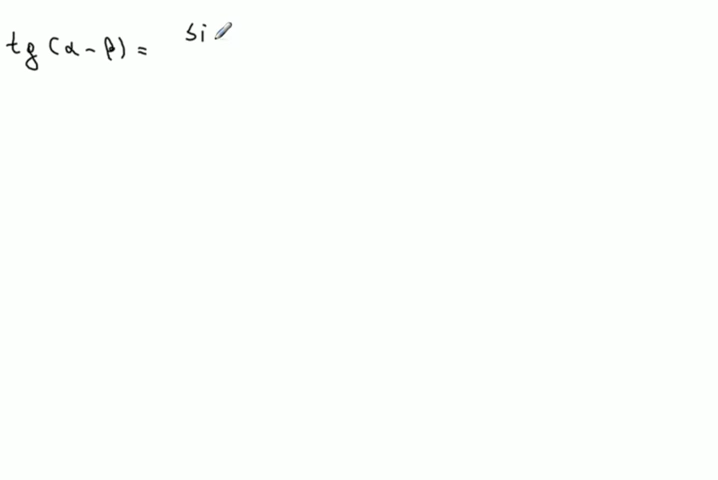 tg (α - β) = si